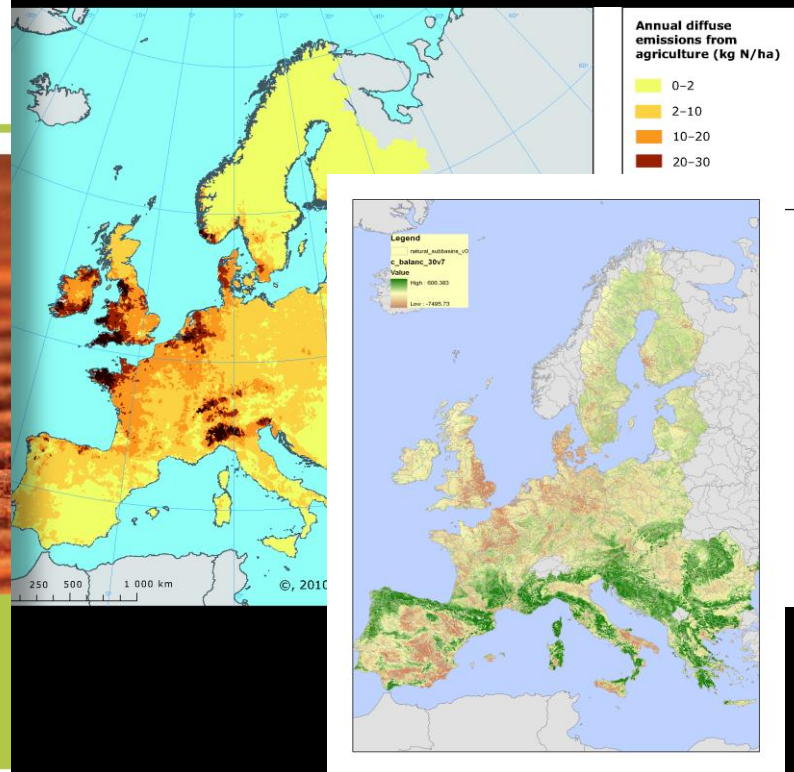 Annual diffuse
emissions from
agriculture (kg N/ha)
0–2
2–10
10–20
20–30
250 500 1 000 km
©, 2010
Legend
natural_subbasins_v0
c_balanc_30v7
Value
High : 600.383
Low : -7495.73